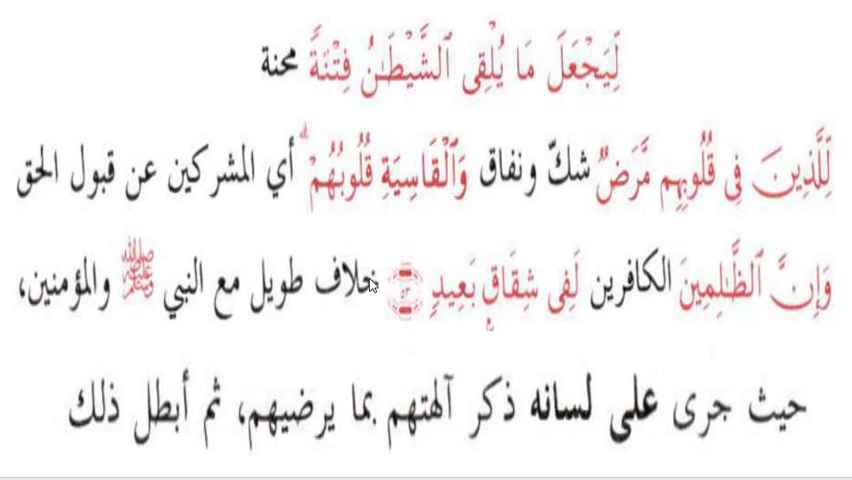 لِّيَجْعَلَ مَا يُلْقِى ٱلشَّيْطَـٰنُ فِتْنَةً محنة
لِّلَّذِينَ فِى قُلُوبِهِم مَّرَضٌ شكّ ونفاق وَٱلْقَاسِيَةِ قُلُوبُهُمْ ۗ أي المشركين عن قبول الحق
وَإِنَّ ٱلظَّـٰلِمِينَ الكافرين لَفِى شِقَاقٍۭ بَعِيدٍ ۝٥٣ خلاف طويل مع النبي ﷺ والمؤمنين،
حيث جرى على لسانه ذكر آلهتهم بما يرضيهم، ثم أبطل ذلك